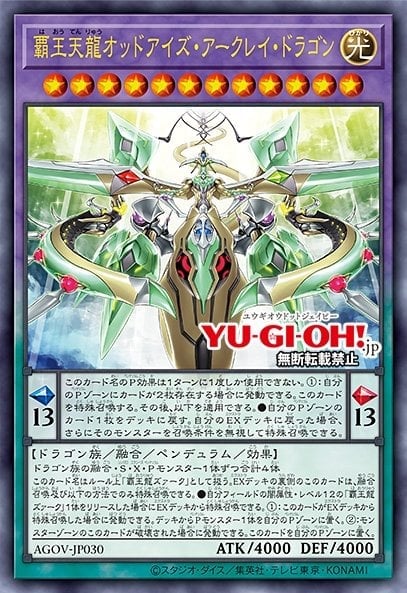 覇王天龍オッドアイズ・アークレイ・ドラゴン
はおうてんりゅう
ひかり
光
ユウギオウドットジェイピー
YU-GI-OH!.jp
無断転載禁止
13
13
このカード名のP効果は1ターンに1度しか使用できない。①：自分
のPゾーンにカードが2枚存在する場合に発動できる。このカード
を特殊召喚する。その後、以下を適用できる。●自分のPゾーンの
カード1枚をデッキに戻す。EXデッキに戻った場合、
さらにそのモンスターを召喚条件を無視して特殊召喚できる。
【ドラゴン族／融合／ペンデュラム／効果】
ドラゴン族の融合・S・X・Pモンスター1体ずつ合計4体
このカード名はルール上「覇王龍ズァーク」として扱う。EXデッキの裏側のこのカードは、融合
召喚及び以下の方法でのみ特殊召喚できる。●自分フィールドの闇属性・レベル12の「覇王龍
ズァーク」1体をリリースした場合にEXデッキから特殊召喚できる。①：このカードがEXデッキから
特殊召喚した場合に発動できる。デッキからPモンスター1体を自分のPゾーンに置く。②：モン
スターゾーンのこのカードが破壊された場合に発動できる。このカードを自分のPゾーンに置く。
AGOV-JP030
ATK/4000 DEF/4000
©スタジオ・ダイス／集英社・テレビ東京・KONAMI